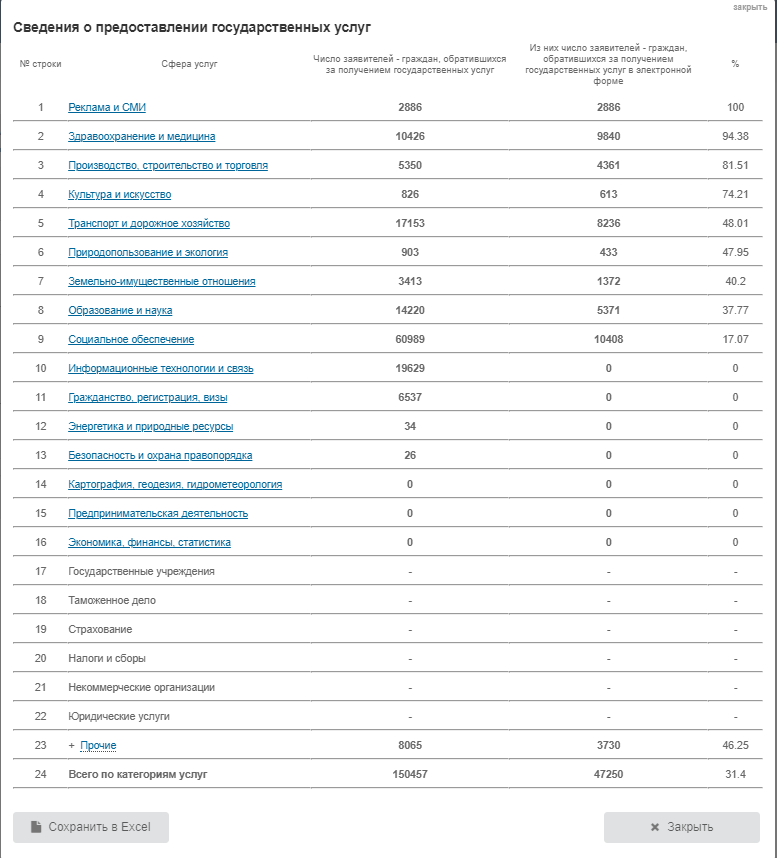 закрыть
Сведения о предоставлении государственных услуг
№ строки Сфера услуг Число заявителей - граждан, обратившихся за получением государственных услуг Из них число заявителей - граждан, обратившихся за получением государственных услуг в электронной форме %
1 Реклама и СМИ 2886 2886 100
2 Здравоохранение и медицина 10426 9840 94.38
3 Производство, строительство и торговля 5350 4361 81.51
4 Культура и искусство 826 613 74.21
5 Транспорт и дорожное хозяйство 17153 8236 48.01
6 Природопользование и экология 903 433 47.95
7 Земельно-имущественные отношения 3413 1372 40.2
8 Образование и наука 14220 5371 37.77
9 Социальное обеспечение 60989 10408 17.07
10 Информационные технологии и связь 19629 0 0
11 Гражданство, регистрация, визы 6537 0 0
12 Энергетика и природные ресурсы 34 0 0
13 Безопасность и охрана правопорядка 26 0 0
14 Картография, геодезия, гидрометеорология 0 0 0
15 Предпринимательская деятельность 0 0 0
16 Экономика, финансы, статистика 0 0 0
17 Государственные учреждения - - -
18 Таможенное дело - - -
19 Страхование - - -
20 Налоги и сборы - - -
21 Некоммерческие организации - - -
22 Юридические услуги - - -
23 + Прочие 8065 3730 46.25
24 Всего по категориям услуг 150457 47250 31.4
Сохранить в Excel Закрыть